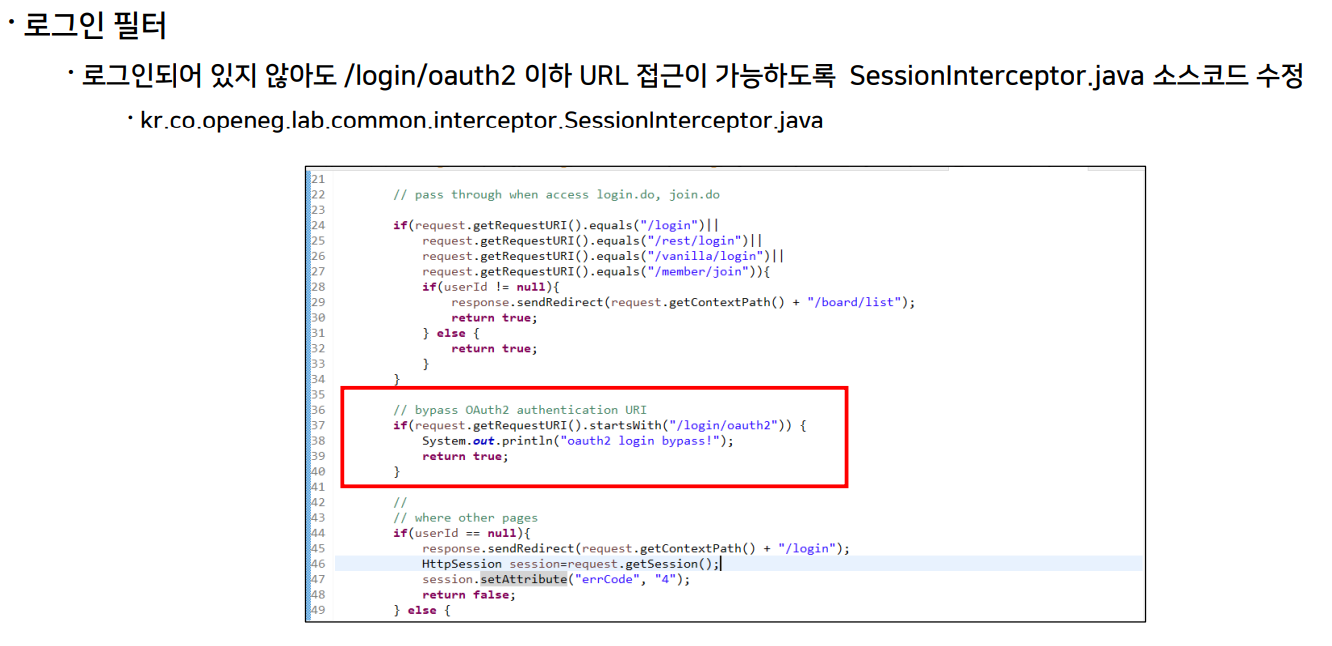 · 로그인 필터
· 로그인되어 있지 않아도 /login/oauth2 이하 URL 접근이 가능하도록  SessionInterceptor.java 소스코드 수정
· kr.co.openeg.lab.common.interceptor.SessionInterceptor.java
21
22        // pass through when access login.do, join.do
23
24        if(request.getRequestURI().equals("/login")||
25            request.getRequestURI().equals("/rest/login")||
26            request.getRequestURI().equals("/vanilla/login")||
27            request.getRequestURI().equals("/member/join")){
28            if(userId != null){
29                response.sendRedirect(request.getContextPath() + "/board/list");
30                return true;
31            } else {
32                return true;
33            }
34        }
35
36        // bypass OAuth2 authentication URI
37        if(request.getRequestURI().startsWith("/login/oauth2")) {
38            System.out.println("oauth2 login bypass!");
39            return true;
40        }
41
42        //
43        // where other pages
44        if(userId == null){
45            response.sendRedirect(request.getContextPath() + "/login");
46            HttpSession session=request.getSession();
47            session.setAttribute("errCode", "4");
48            return false;
49        } else {